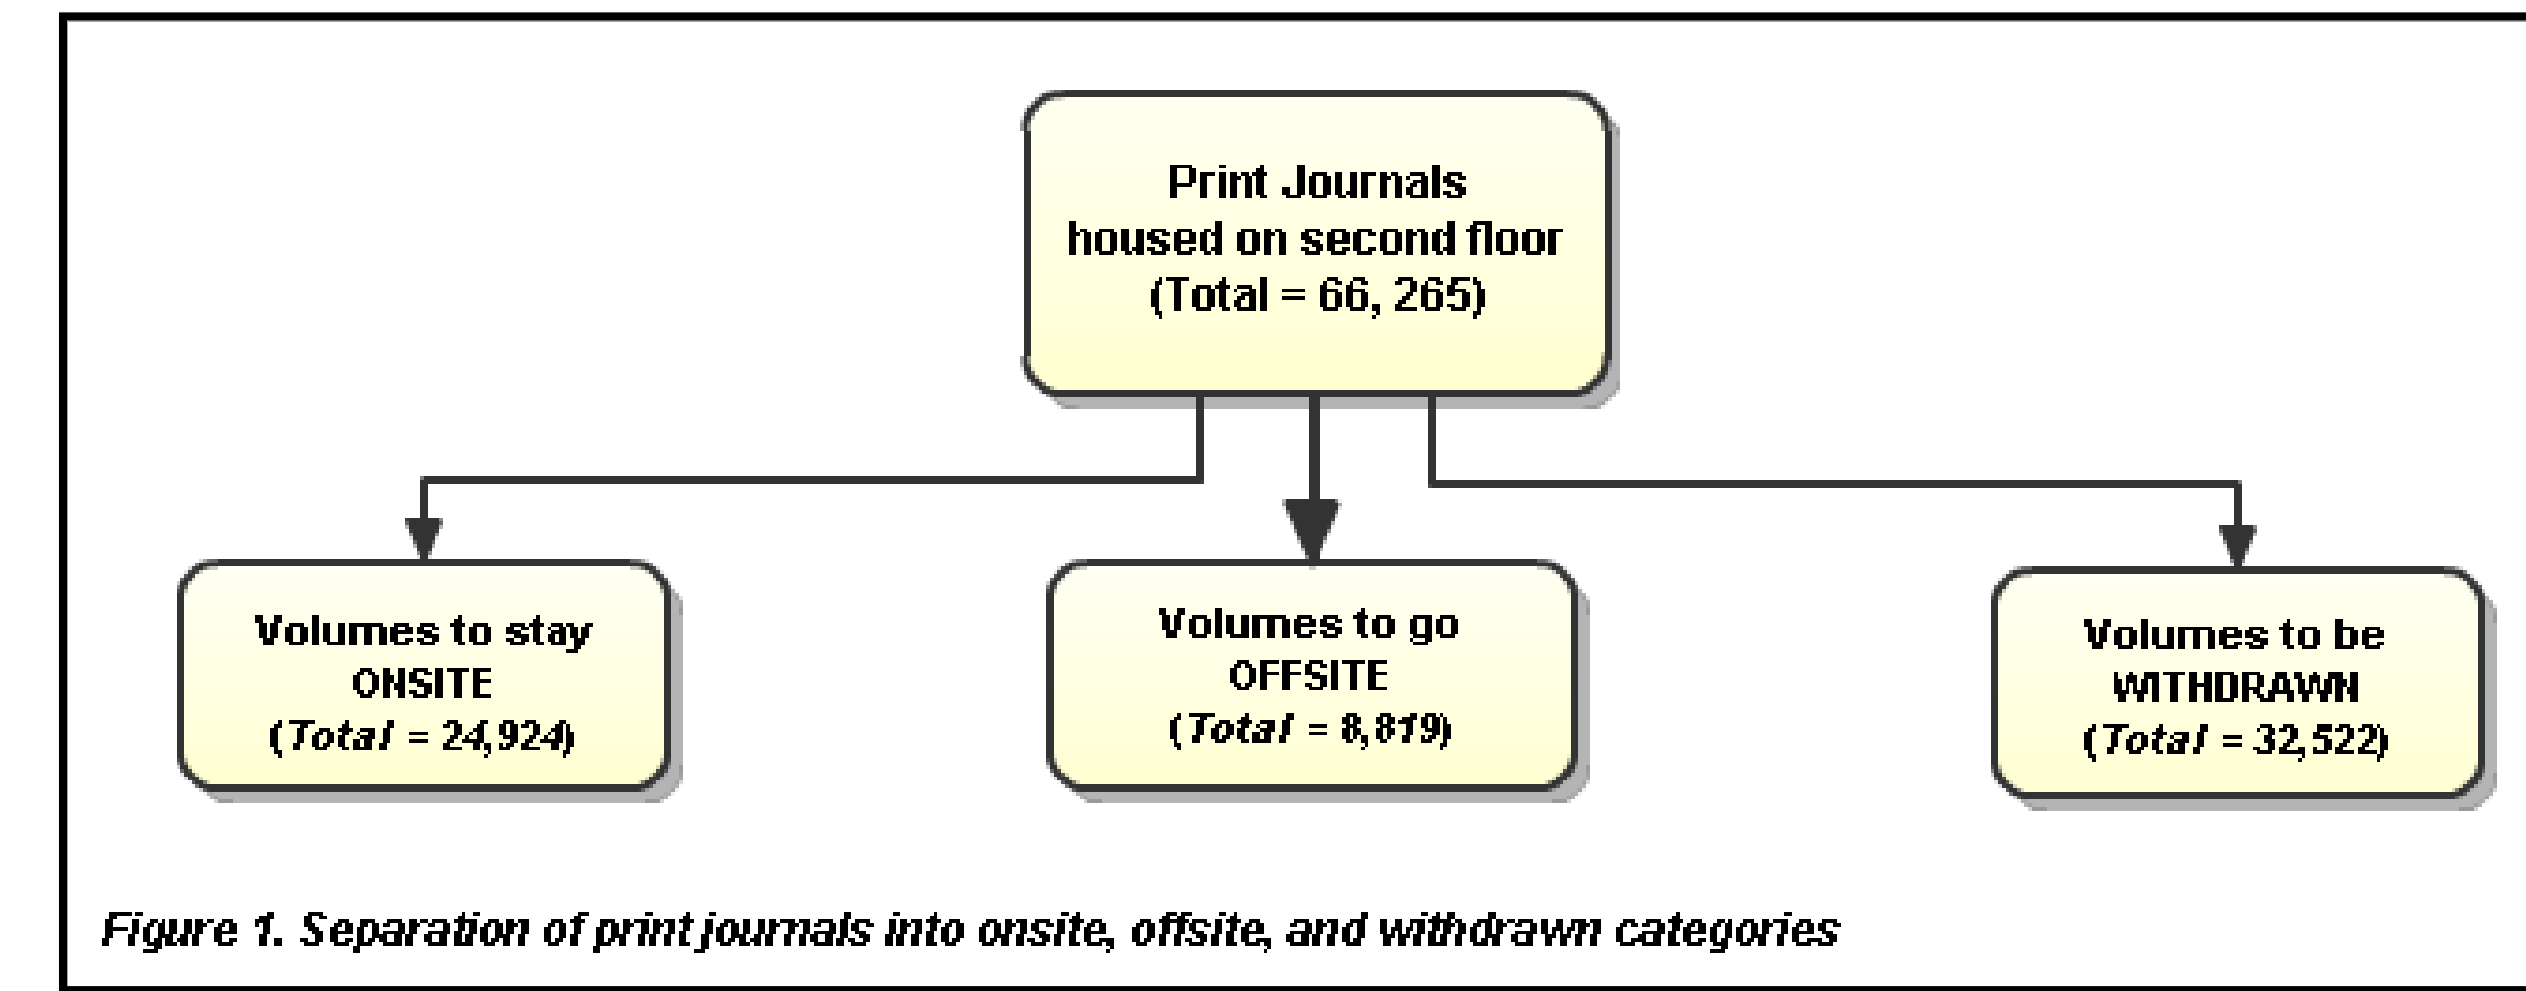 Print Journals
housed on second floor
(Total = 66, 265)
Volumes to stay
ONSITE
(Total = 24,924)
Volumes to go
OFFSITE
(Total = 8,819)
Volumes to be
WITHDRAWN
(Total = 32,522)
Figure 1. Separation of print journals into onsite, offsite, and withdrawn categories